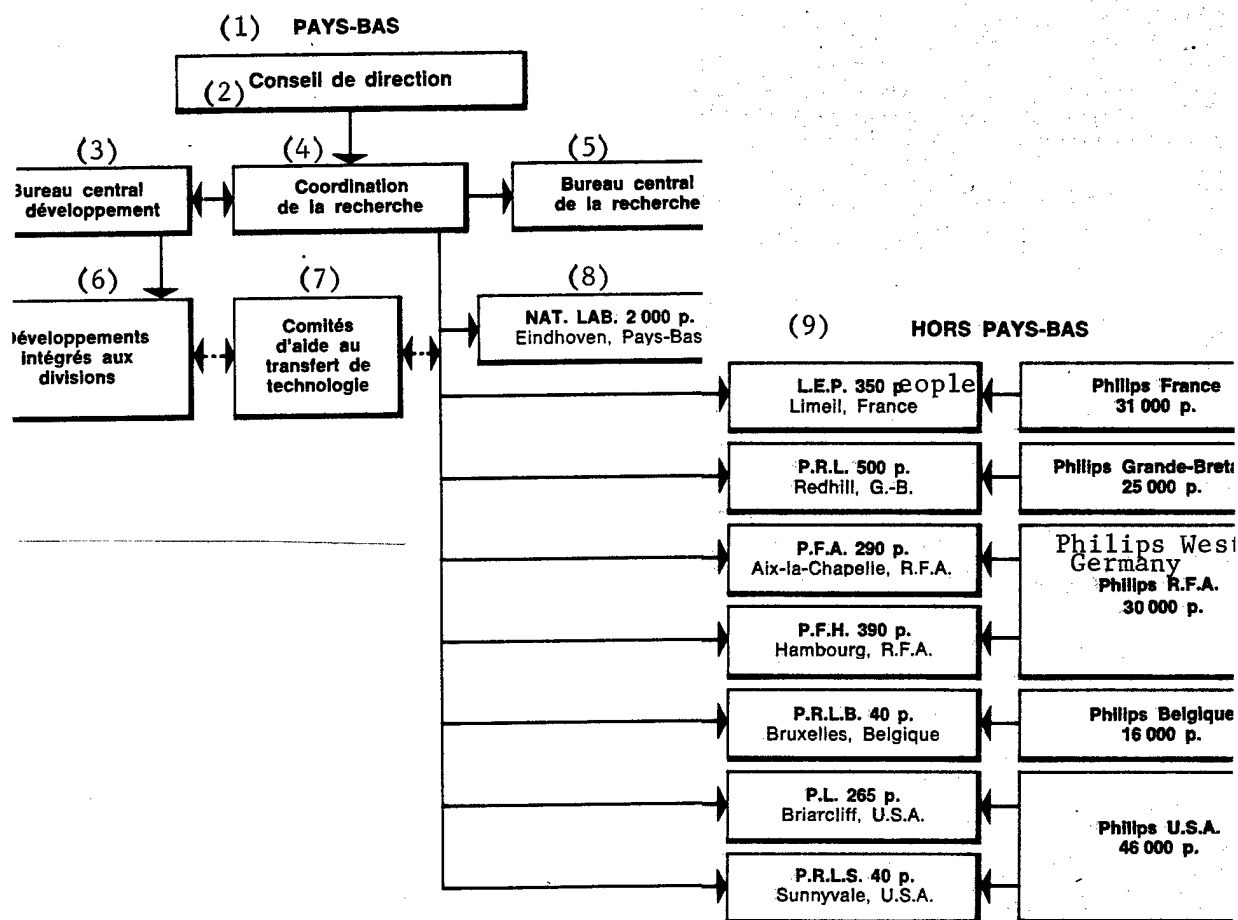 (1) PAYS-BAS
Conseil de direction
(2)
(3)
(4)
(5)
Bureau central
développement
Coordination
de la recherche
Bureau central
de la recherche
(6)
(7)
(8)
Développements
intégrés aux
divisions
Comités
d'aide au
transfert de
technologie
NAT. LAB. 2 000 p.
Eindhoven, Pays-Bas
(9) HORS PAYS-BAS
L.E.P. 350 people
Limeil, France
Philips France
31 000 p.
P.R.L. 500 p.
Redhill, G.-B.
Philips Grande-Breta
25 000 p.
P.F.A. 290 p.
Aix-la-Chapelle, R.F.A.
Philips West
Germany
Philips R.F.A.
30 000 p.
P.F.H. 390 p.
Hambourg, R.F.A.
P.R.L.B. 40 p.
Bruxelles, Belgique
Philips Belgique
16 000 p.
P.L. 265 p.
Briarcliff, U.S.A.
Philips U.S.A.
46 000 p.
P.R.L.S. 40 p.
Sunnyvale, U.S.A.